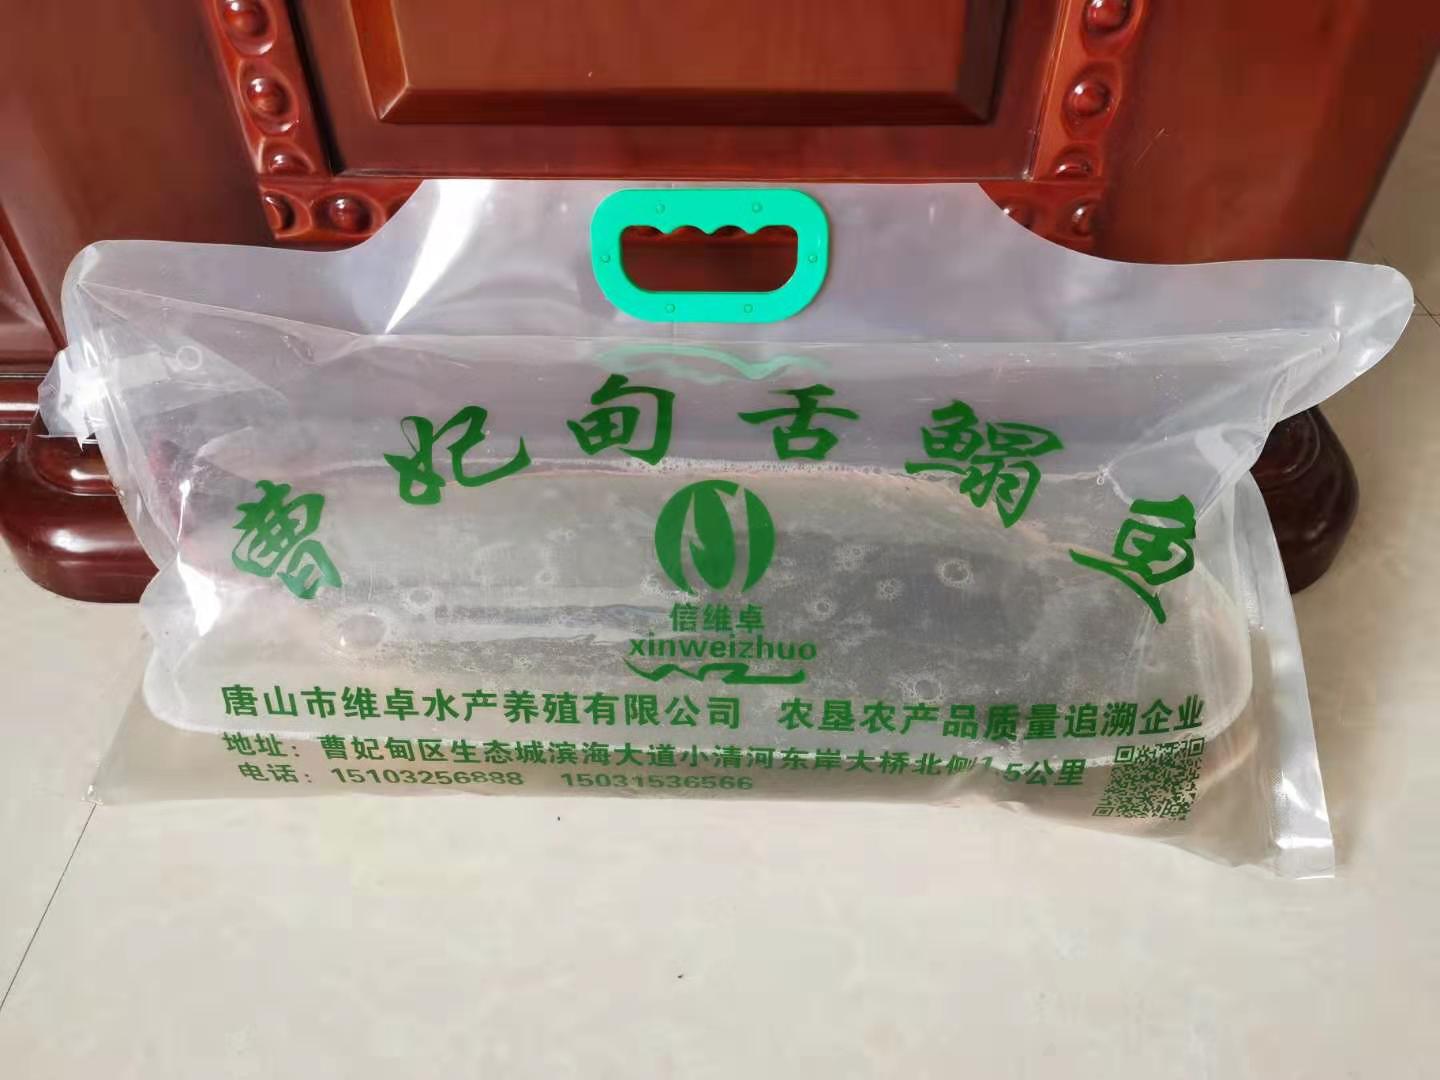 曹妃甸舌鳎鱼
信维卓
xinweizhuo
唐山市维卓水产养殖有限公司 农垦农产品质量追溯企业
地址：曹妃甸区生态城滨海大道小清河东岸大桥北侧1.5公里
电话：15103256888 15031536566